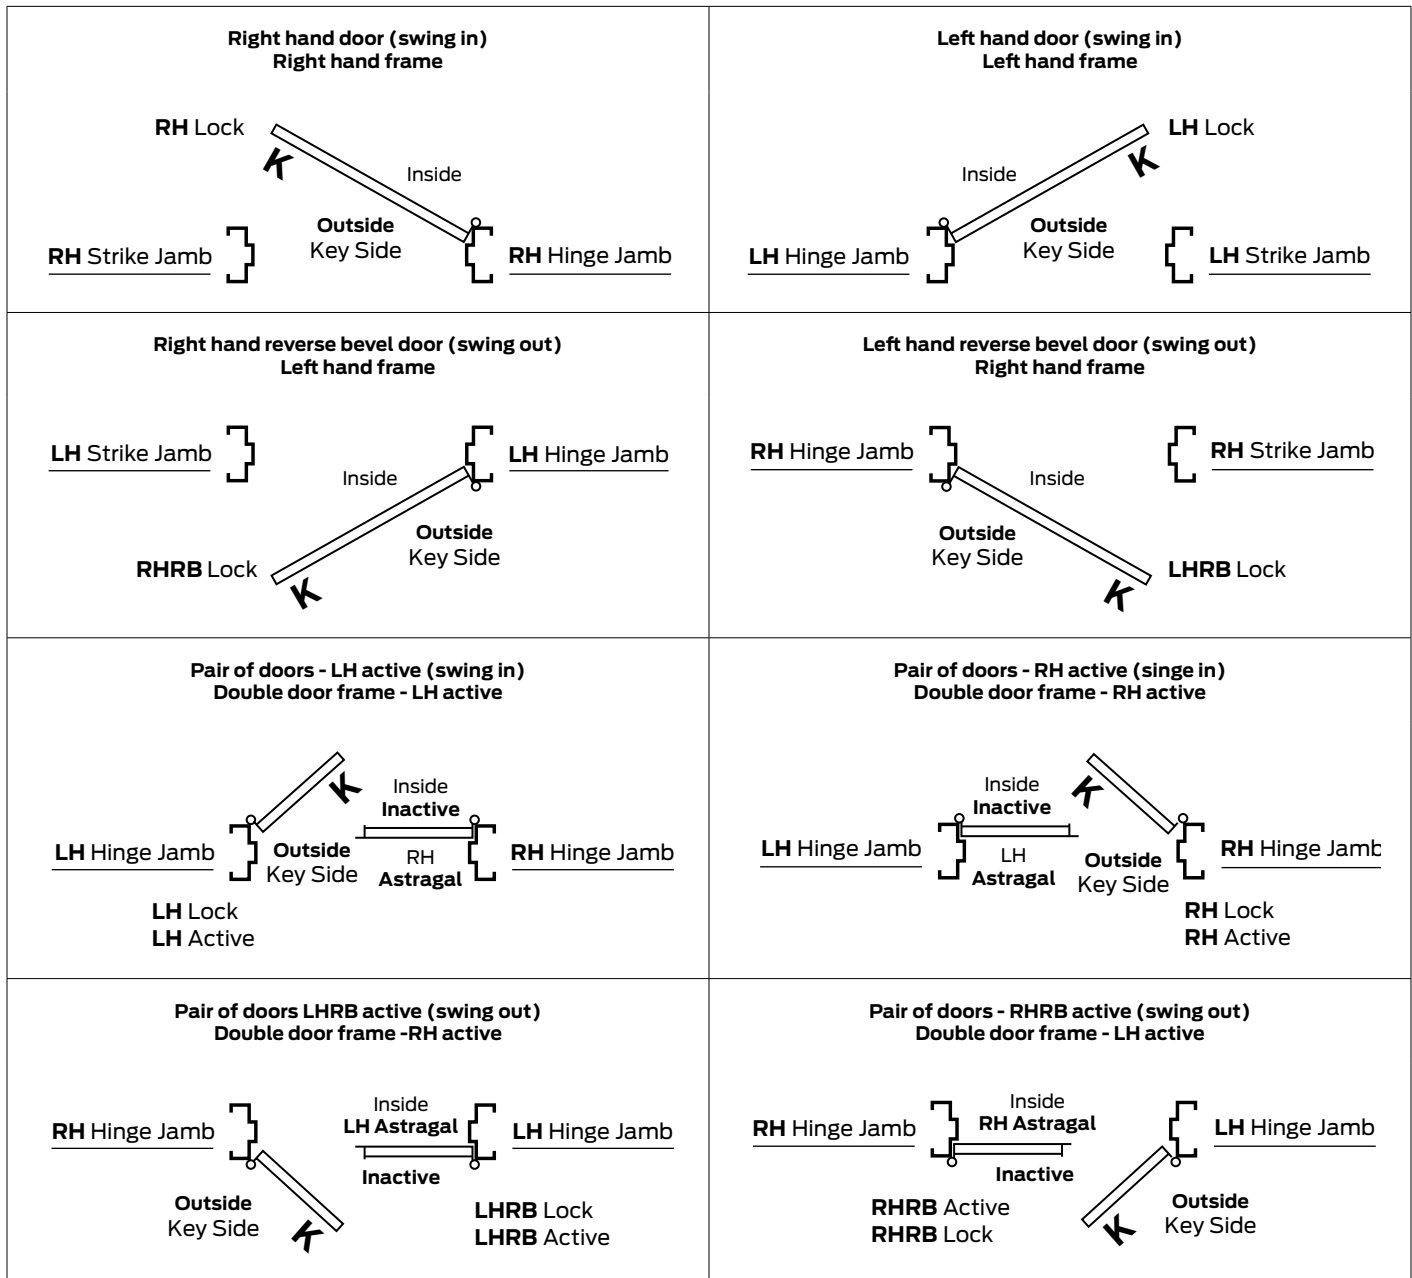 Right hand door (swing in)
Right hand frame
RH Lock
K
Inside
Outside
Key Side
RH Strike Jamb
RH Hinge Jamb
Left hand door (swing in)
Left hand frame
LH Lock
K
Inside
Outside
Key Side
LH Hinge Jamb
LH Strike Jamb
Right hand reverse bevel door (swing out)
Left hand frame
LH Strike Jamb
LH Hinge Jamb
Inside
Outside
Key Side
RHRB Lock
K
Left hand reverse bevel door (swing out)
Right hand frame
RH Hinge Jamb
RH Strike Jamb
Inside
Outside
Key Side
LHRB Lock
K
Pair of doors - LH active (swing in)
Double door frame - LH active
K
Inside
Inactive
LH Hinge Jamb
Outside
Key Side
RH
Astragal
RH Hinge Jamb
LH Lock
LH Active
Pair of doors - RH active (singe in)
Double door frame - RH active
Inside
Inactive
K
LH Hinge Jamb
LH
Astragal
Outside
Key Side
RH Hinge Jamb
RH Lock
RH Active
Pair of doors LHRB active (swing out)
Double door frame -RH active
RH Hinge Jamb
Inside
LH Astragal
LH Hinge Jamb
Inactive
Outside
Key Side
K
LHRB Lock
LHRB Active
Pair of doors - RHRB active (swing out)
Double door frame - LH active
RH Hinge Jamb
Inside
RH Astragal
LH Hinge Jamb
Inactive
RHRB Active
RHRB Lock
K
Outside
Key Side